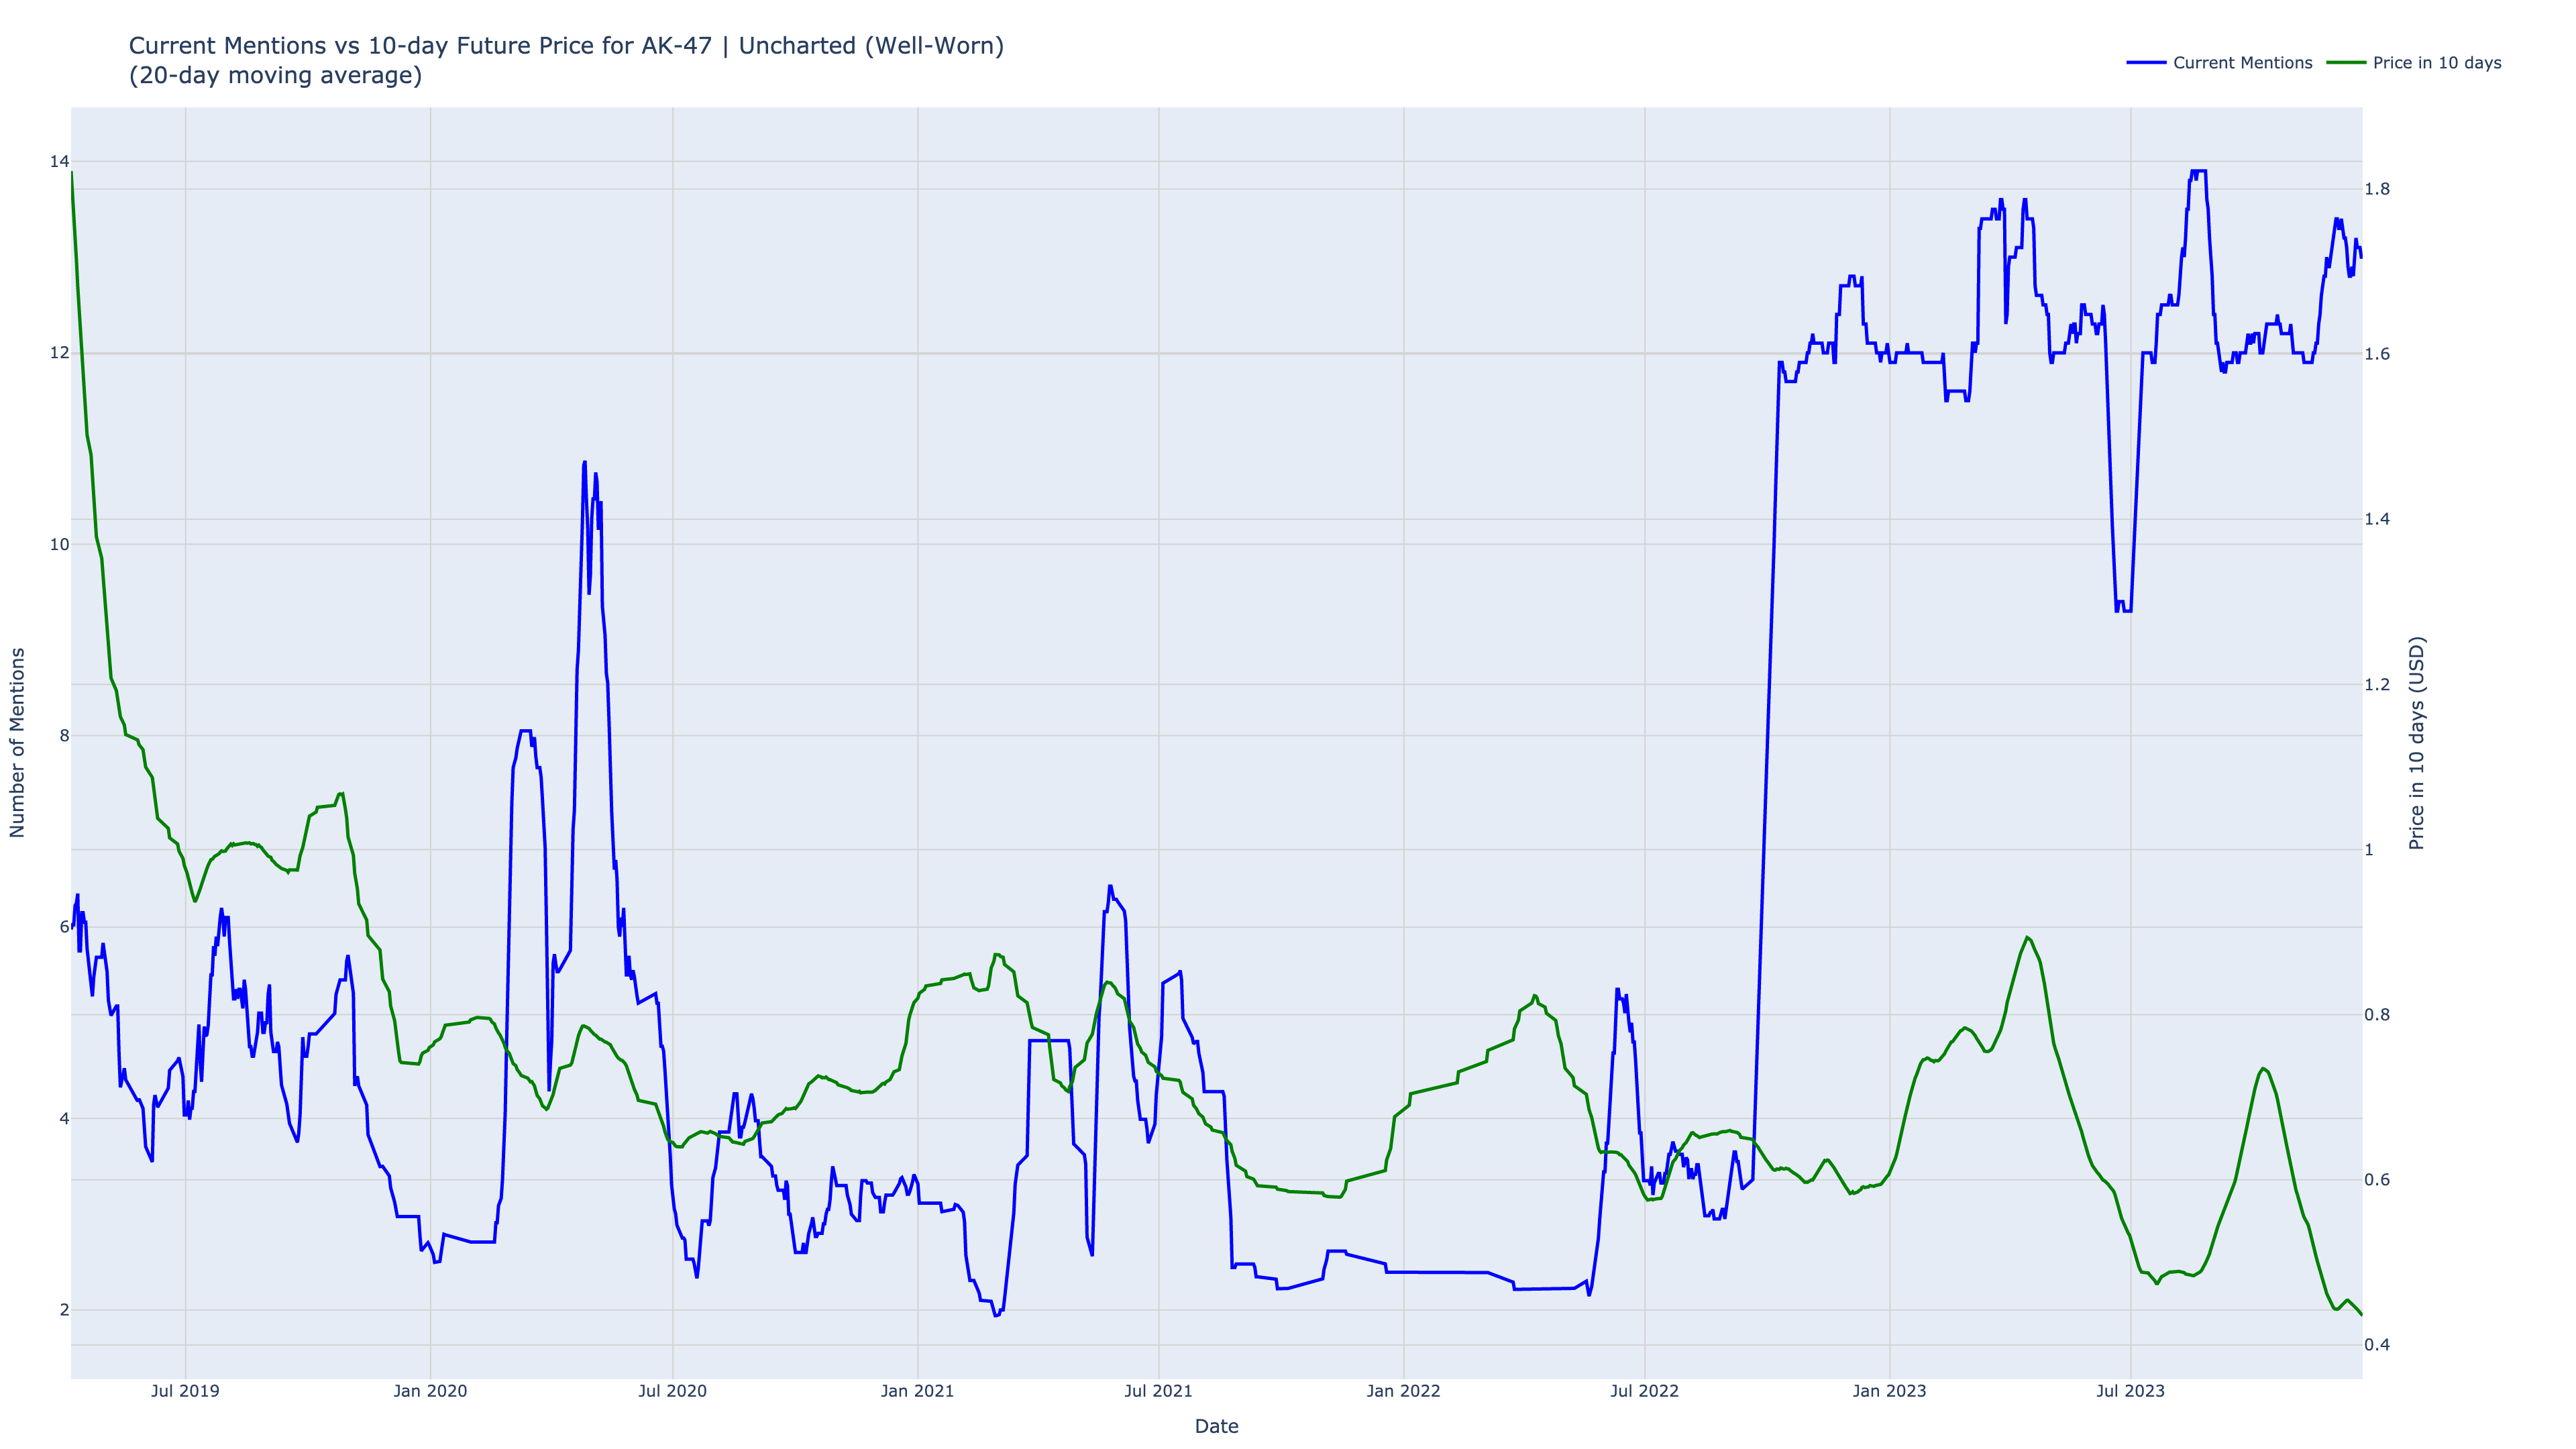 Current Mentions vs 10-day Future Price for AK-47 | Uncharted (Well-Worn)
(20-day moving average)
Current Mentions
Price in 10 days
14
12
10
8
6
4
2
Number of Mentions
1.8
1.6
1.4
1.2
1
0.8
0.6
0.4
Price in 10 days (USD)
Jul 2019
Jan 2020
Jul 2020
Jan 2021
Jul 2021
Jan 2022
Jul 2022
Jan 2023
Jul 2023
Date